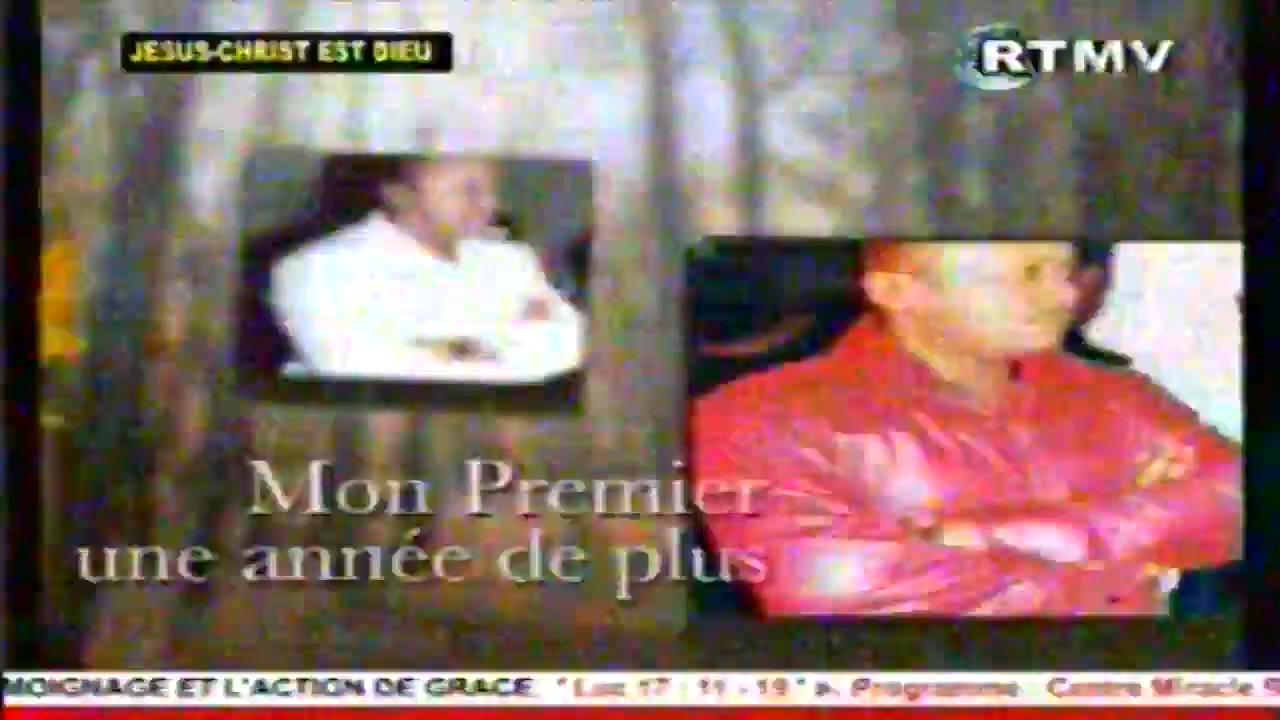 JESUS-CHRIST EST DIEU
RTMV
Mon Premier
une année de plus
MOIGNAGE ET L'ACTION DE GRACE. " Luc 17 : 11 - 19 " Programme : Centre Miracle